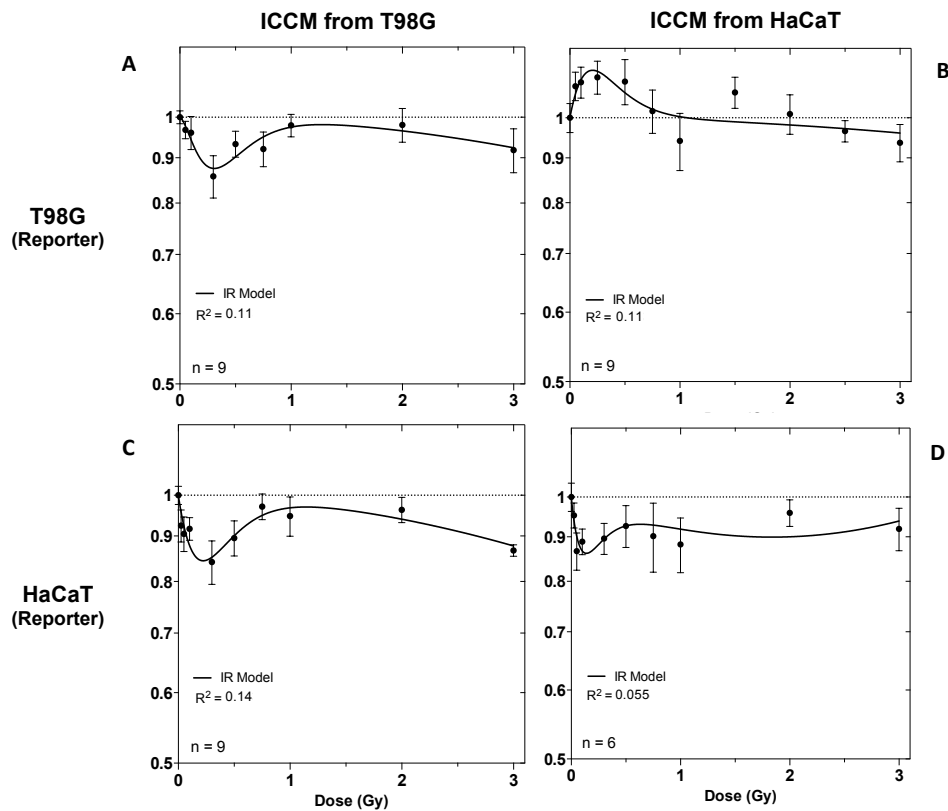 ICCM from T98G
ICCM from HaCaT
A
B
T98G
(Reporter)
1
0.9
0.8
0.7
0.6
0.5
IR Model
R² = 0.11
n = 9
0
1
2
3
1
0.9
0.8
0.7
0.6
0.5
IR Model
R² = 0.11
n = 9
0
1
2
3
C
D
HaCaT
(Reporter)
1
0.9
0.8
0.7
0.6
0.5
IR Model
R² = 0.14
n = 9
0
1
2
3
Dose (Gy)
1
0.9
0.8
0.7
0.6
0.5
IR Model
R² = 0.055
n = 6
0
1
2
3
Dose (Gy)